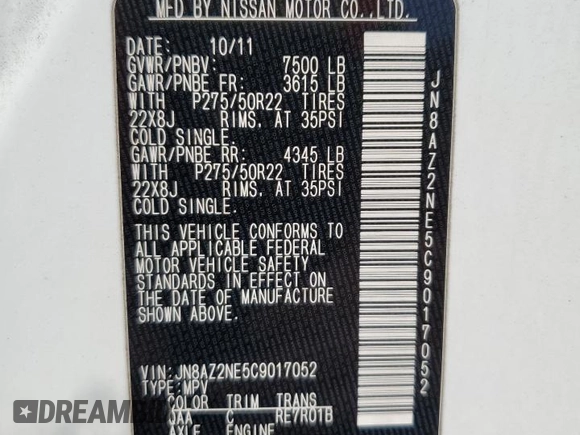 MFD BY NISSAN MOTOR CO.,LTD.
DATE: 10/11
GVWR/PNBV: 7500 LB
GAWR/PNBE FR: 3615 LB
WITH P275/50R22 TIRES
22X8J RIMS. AT 35PSI
COLD SINGLE.
GAWR/PNBE RR: 4345 LB
WITH P275/50R22 TIRES
22X8J RIMS. AT 35PSI
COLD SINGLE.
THIS VEHICLE CONFORMS TO
ALL APPLICABLE FEDERAL
MOTOR VEHICLE SAFETY
STANDARDS IN EFFECT ON
THE DATE OF MANUFACTURE
SHOWN ABOVE.
VIN:JN8AZ2NE5C9017052
TYPE:MPV
COLOR TRIM TRANS
QAA C RE7R01B
AXLE ENGINE
JN8AZ2NE5C9017052